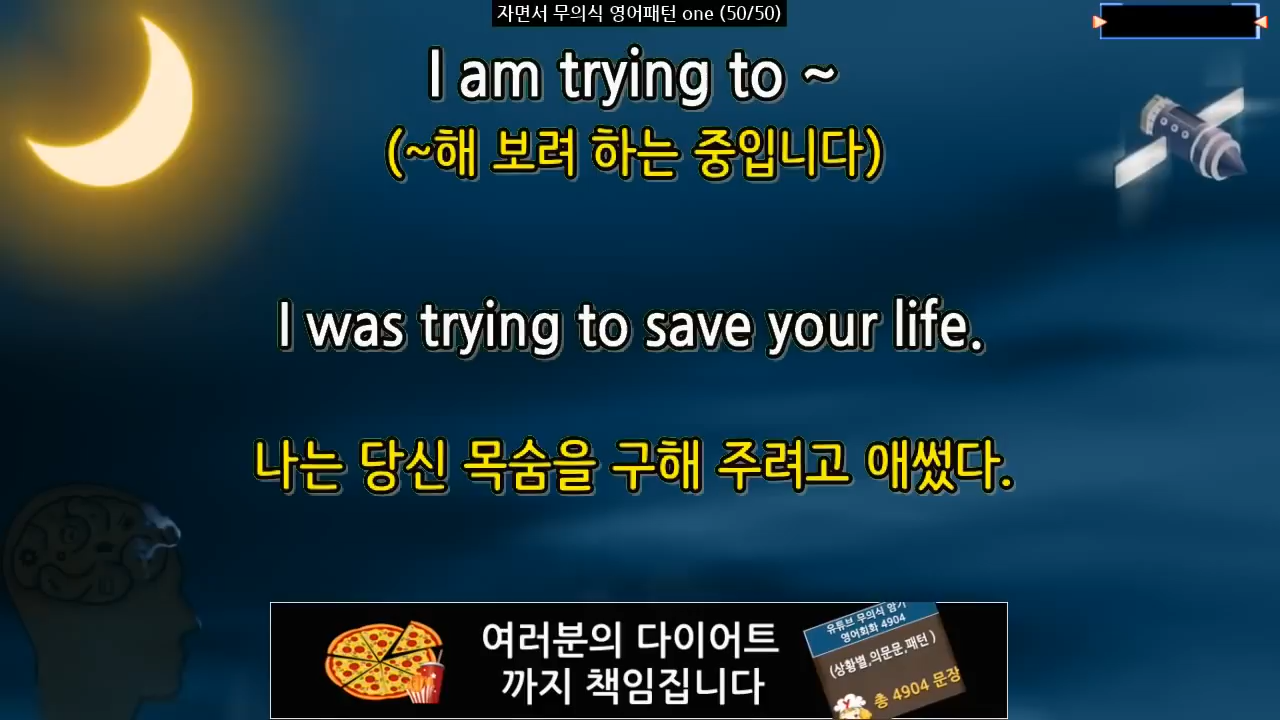 자면서 무의식 영어패턴 one (50/50)
I am trying to ~
(~해 보려 하는 중입니다)
I was trying to save your life.
나는 당신 목숨을 구해 주려고 애썼다.
여러분의 다이어트
까지 책임집니다
유튜브 무의식 암기
영어회화 4904
(상황별,의문문,패턴 )
총 4904 문장